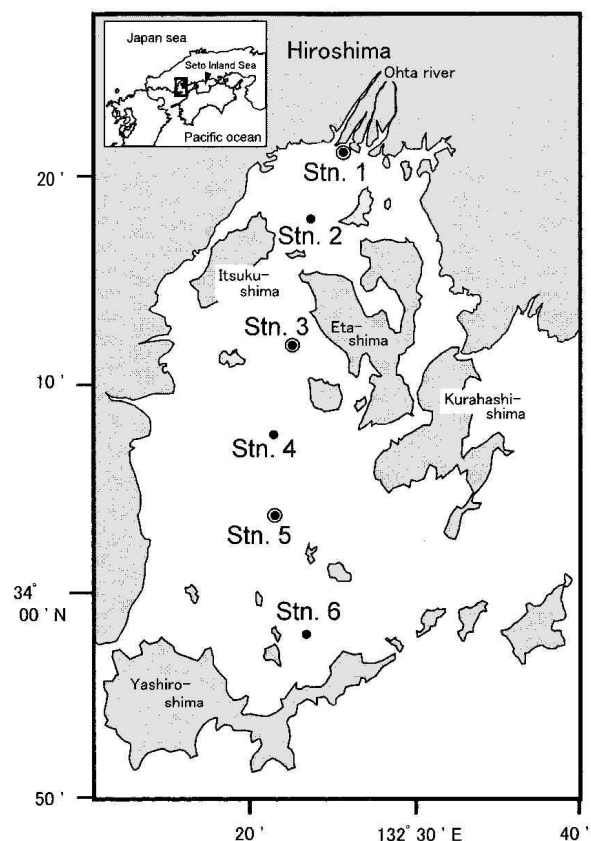 Japan sea
Seto Inland Sea
Pacific ocean
Hiroshima
Ohta river
20 '
Stn. 1
Stn. 2
Itsuku-
shima
Stn. 3
Eta-
shima
10 '
Kurahashi-
shima
Stn. 4
Stn. 5
34°
00 ' N
Stn. 6
Yashiro-
shima
50 '
20 '
132° 30 ' E
40 '